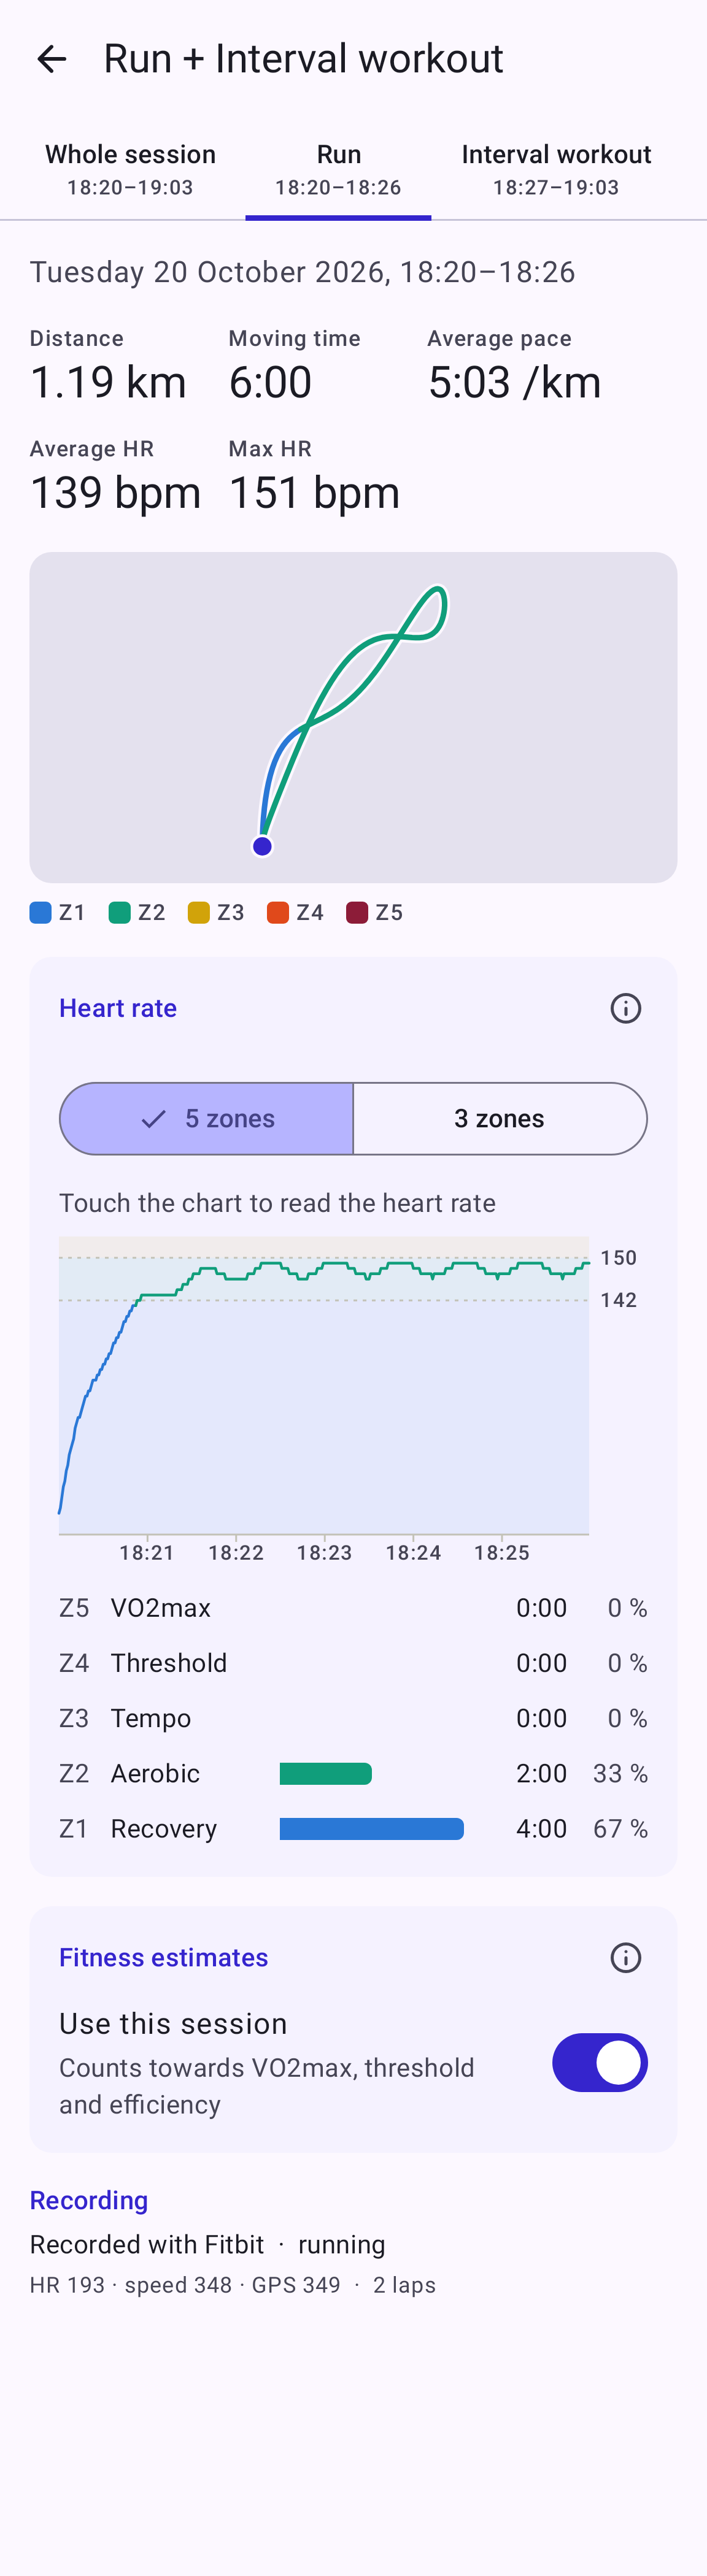 Run + Interval workout
Whole session
18:20–19:03
Run
18:20–18:26
Interval workout
18:27–19:03
Tuesday 20 October 2026, 18:20–18:26
Distance
1.19 km
Moving time
6:00
Average pace
5:03 /km
Average HR
139 bpm
Max HR
151 bpm
Z1
Z2
Z3
Z4
Z5
Heart rate
5 zones
3 zones
Touch the chart to read the heart rate
150
142
18:21
18:22
18:23
18:24
18:25
Z5 VO2max 0:00 0 %
Z4 Threshold 0:00 0 %
Z3 Tempo 0:00 0 %
Z2 Aerobic 2:00 33 %
Z1 Recovery 4:00 67 %
Fitness estimates
Use this session
Counts towards VO2max, threshold
and efficiency
Recording
Recorded with Fitbit · running
HR 193 · speed 348 · GPS 349 · 2 laps